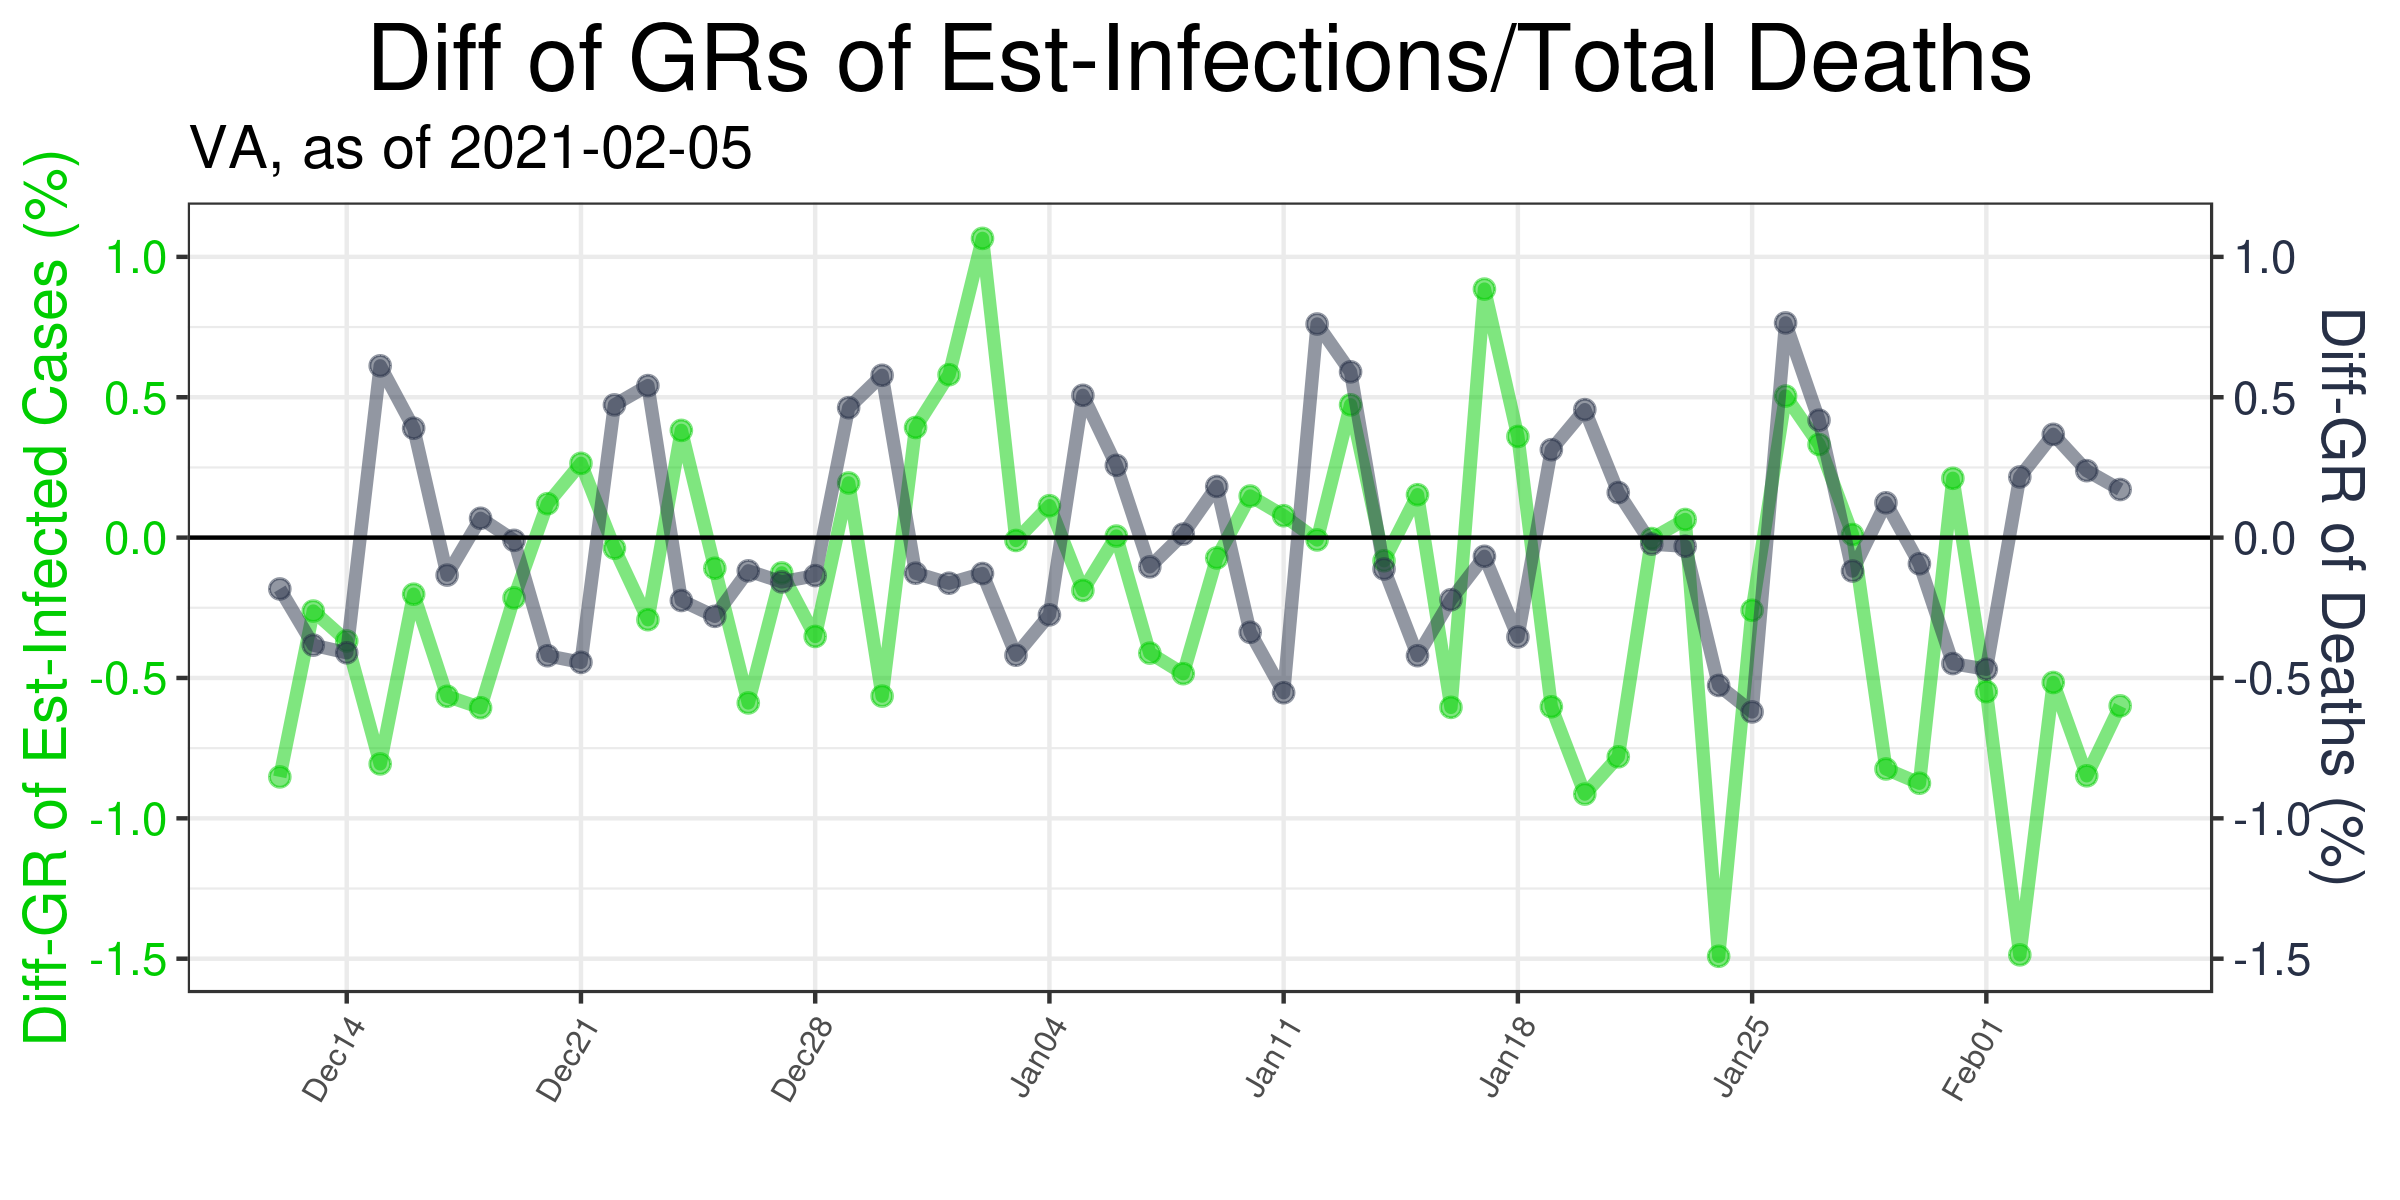 Diff of GRs of Est-Infections/Total Deaths
VA, as of 2021-02-05
Diff-GR of Est-Infected Cases (%)
1.0
0.5
0.0
-0.5
-1.0
-1.5
1.0
0.5
0.0
-0.5
-1.0
-1.5
Diff-GR of Deaths (%)
Dec14
Dec21
Dec28
Jan04
Jan11
Jan18
Jan25
Feb01